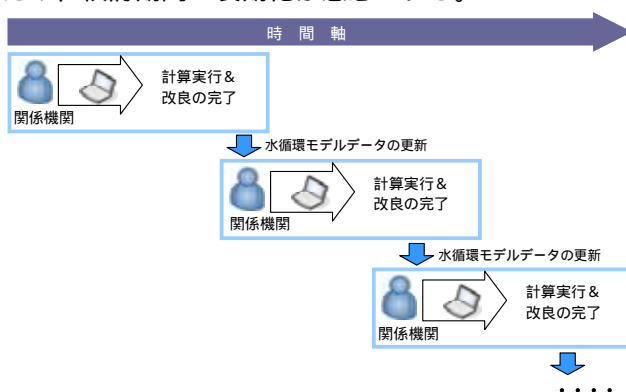 時 間 軸
計算実行＆
改良の完了
関係機関
水循環モデルデータの更新
計算実行＆
改良の完了
関係機関
水循環モデルデータの更新
計算実行＆
改良の完了
関係機関
・・・・